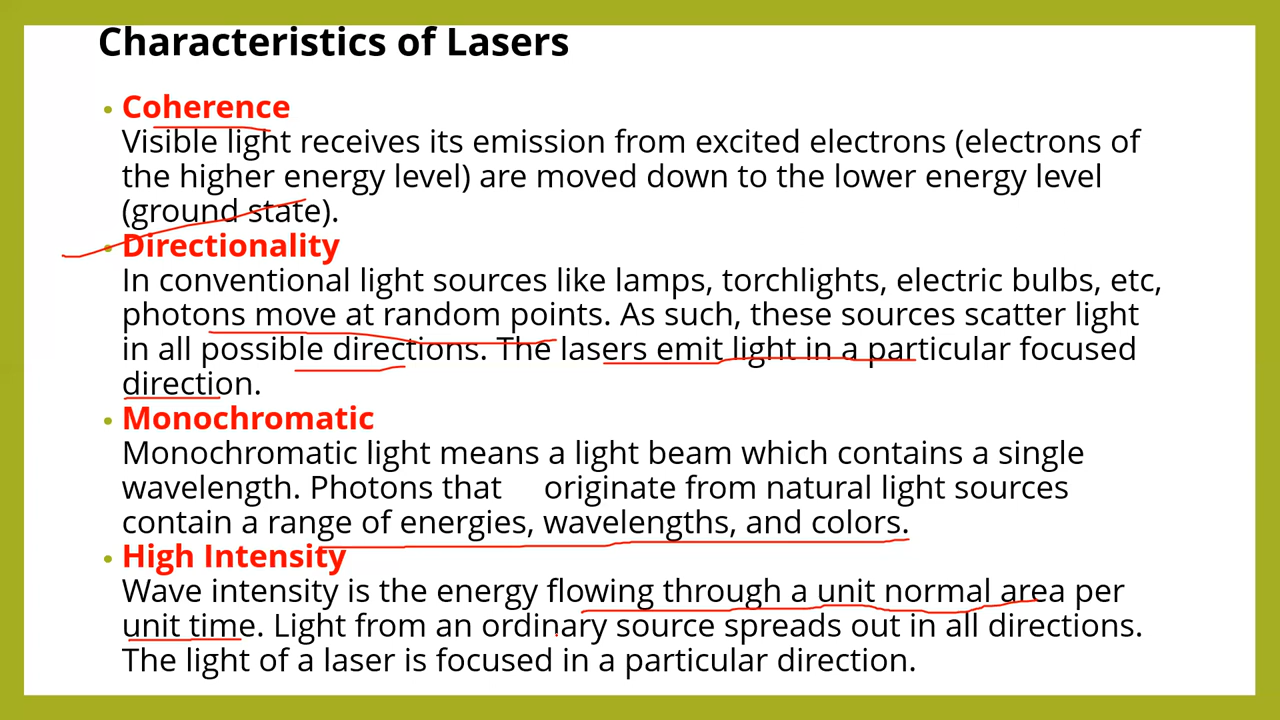 Characteristics of Lasers
• Coherence
Visible light receives its emission from excited electrons (electrons of
the higher energy level) are moved down to the lower energy level
(ground state).
• Directionality
In conventional light sources like lamps, torchlights, electric bulbs, etc,
photons move at random points. As such, these sources scatter light
in all possible directions. The lasers emit light in a particular focused
direction.
• Monochromatic
Monochromatic light means a light beam which contains a single
wavelength. Photons that originate from natural light sources
contain a range of energies, wavelengths, and colors.
• High Intensity
Wave intensity is the energy flowing through a unit normal area per
unit time. Light from an ordinary source spreads out in all directions.
The light of a laser is focused in a particular direction.